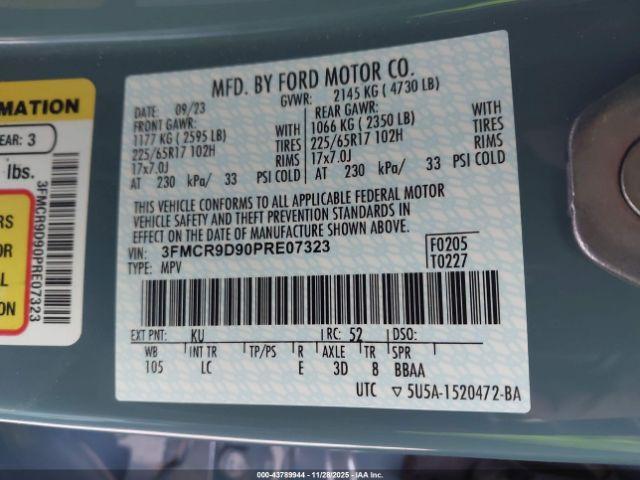 MFD. BY FORD MOTOR CO.
DATE: 09/23 GVWR: 2145 KG ( 4730 LB)
FRONT GAWR: REAR GAWR:
1177 KG ( 2595 LB) WITH 1066 KG ( 2350 LB) WITH
225/65R17 102H TIRES 225/65R17 102H TIRES
17x7.0J RIMS 17x7.0J RIMS
AT 230 kPa/ 33 PSI COLD AT 230 kPa/ 33 PSI COLD
THIS VEHICLE CONFORMS TO ALL APPLICABLE FEDERAL MOTOR
VEHICLE SAFETY AND THEFT PREVENTION STANDARDS IN
EFFECT ON THE DATE OF MANUFACTURE SHOWN ABOVE.
VIN: 3FMCR9D90PRE07323 F0205
TYPE: MPV T0227
EXT PNT: KU RC: 52 DSO:
WB INT TR TP/PS R AXLE TR SPR
105 LC E 3D 8 BBAA
UTC ▽ 5U5A-1520472-BA
RMATION
EAR: 3
lbs.
RS
OR
AL
3FMCR9D90PRE07323
000-43789944 - 11/28/2025 - IAA Inc.